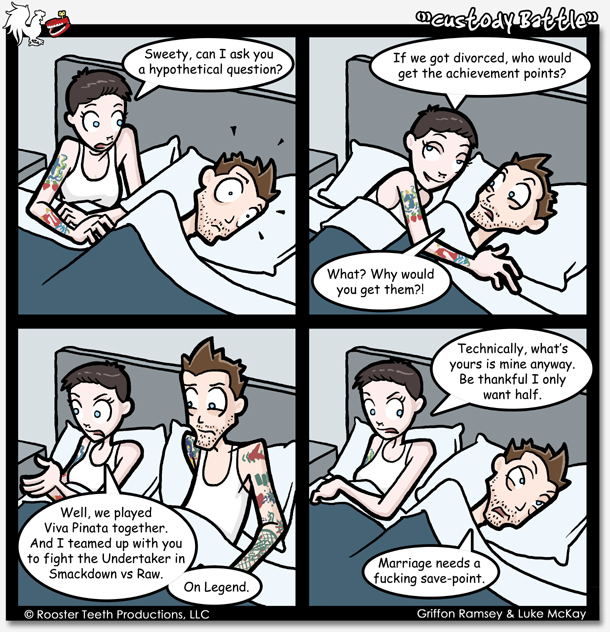 "Custody Battle"
Sweety, can I ask you
a hypothetical question?
If we got divorced, who would
get the achievement points?
What? Why would
you get them?!
Well, we played
Viva Pinata together.
And I teamed up with you
to fight the Undertaker in
Smackdown vs Raw.
On Legend.
Technically, what's
yours is mine anyway.
Be thankful I only
want half.
Marriage needs a
fucking save-point.
© Rooster Teeth Productions, LLC
Griffon Ramsey & Luke McKay